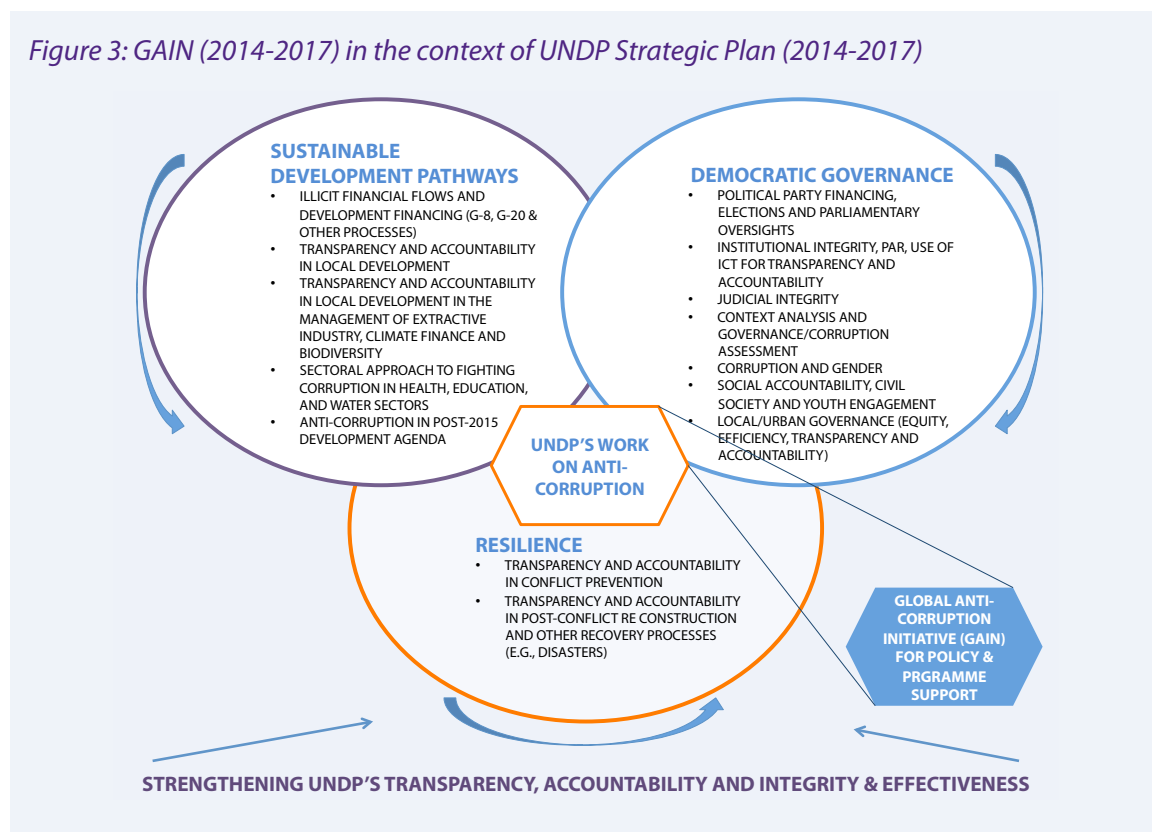 Figure 3: GAIN (2014-2017) in the context of UNDP Strategic Plan (2014-2017)
SUSTAINABLE
DEVELOPMENT PATHWAYS
• ILLICIT FINANCIAL FLOWS AND
DEVELOPMENT FINANCING (G-8, G-20 &
OTHER PROCESSES)
• TRANSPARENCY AND ACCOUNTABILITY
IN LOCAL DEVELOPMENT
• TRANSPARENCY AND ACCOUNTABILITY
IN LOCAL DEVELOPMENT IN THE
MANAGEMENT OF EXTRACTIVE
INDUSTRY, CLIMATE FINANCE AND
BIODIVERSITY
• SECTORAL APPROACH TO FIGHTING
CORRUPTION IN HEALTH, EDUCATION,
AND WATER SECTORS
• ANTI-CORRUPTION IN POST-2015
DEVELOPMENT AGENDA
DEMOCRATIC GOVERNANCE
• POLITICAL PARTY FINANCING,
ELECTIONS AND PARLIAMENTARY
OVERSIGHTS
• INSTITUTIONAL INTEGRITY, PAR, USE OF
ICT FOR TRANSPARENCY AND
ACCOUNTABILITY
• JUDICIAL INTEGRITY
• CONTEXT ANALYSIS AND
GOVERNANCE/CORRUPTION
ASSESSMENT
• CORRUPTION AND GENDER
• SOCIAL ACCOUNTABILITY, CIVIL
SOCIETY AND YOUTH ENGAGEMENT
• LOCAL/URBAN GOVERNANCE (EQUITY,
EFFICIENCY, TRANSPARENCY AND
ACCOUNTABILITY)
UNDP'S WORK
ON ANTI-
CORRUPTION
RESILIENCE
• TRANSPARENCY AND ACCOUNTABILITY
IN CONFLICT PREVENTION
• TRANSPARENCY AND ACCOUNTABILITY
IN POST-CONFLICT RE CONSTRUCTION
AND OTHER RECOVERY PROCESSES
(E.G., DISASTERS)
GLOBAL ANTI-
CORRUPTION
INITIATIVE (GAIN)
FOR POLICY &
PRGRAMME
SUPPORT
STRENGTHENING UNDP'S TRANSPARENCY, ACCOUNTABILITY AND INTEGRITY & EFFECTIVENESS